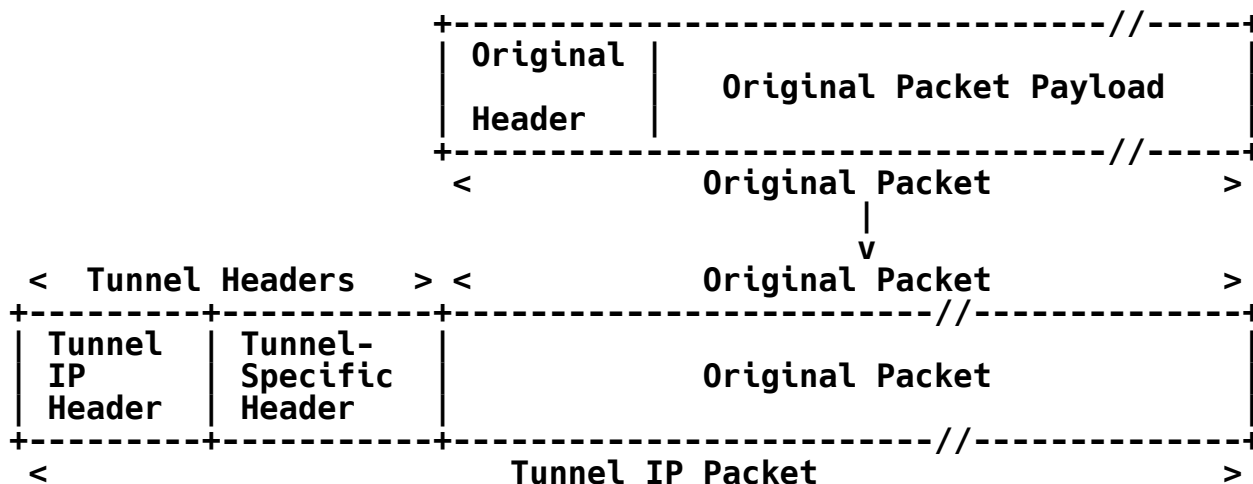 +----------------------------------//-----+
| Original |                              |
|          |   Original Packet Payload    |
| Header   |                              |
+----------------------------------//-----+
<            Original Packet            >
|
v
<  Tunnel Headers   > <            Original Packet            >
+---------+-----------+-------------------------//--------------+
| Tunnel  | Tunnel-   |                                         |
| IP      | Specific  |             Original Packet             |
| Header  | Header    |                                         |
+---------+-----------+-------------------------//--------------+
<                        Tunnel IP Packet                     >